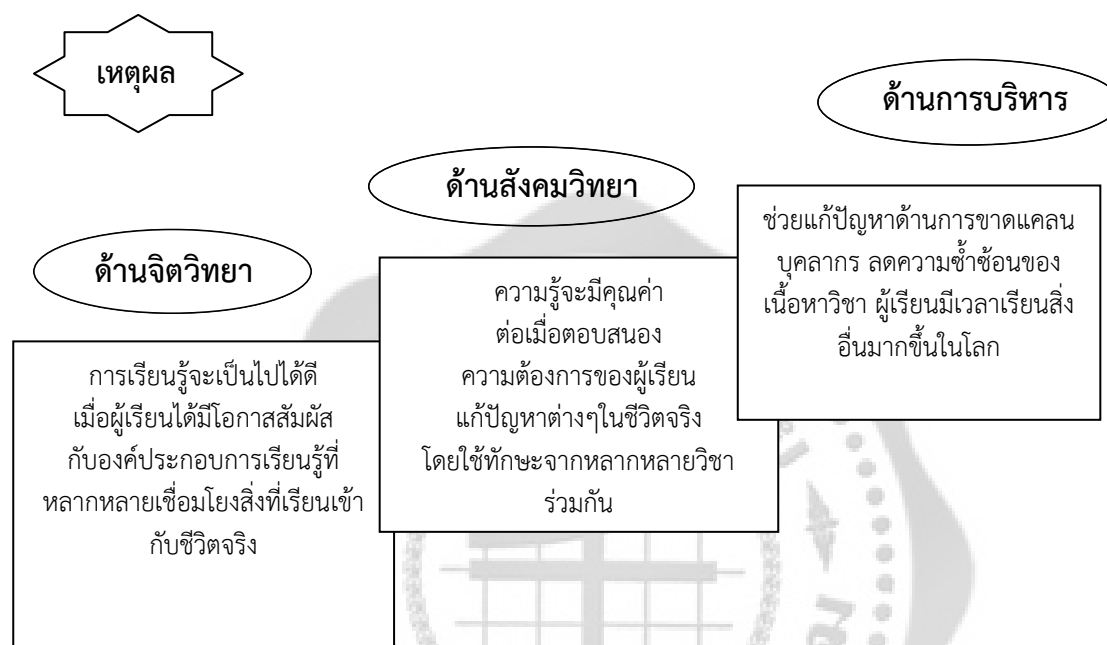 เหตุผล
ด้านการบริหาร
ช่วยแก้ปัญหาด้านการขาดแคลน
บุคลากร ลดความซ้ำซ้อนของ
เนื้อหาวิชา ผู้เรียนมีเวลาเรียนสิ่ง
อื่นมากขึ้นในโลก
ด้านสังคมวิทยา
ความรู้จะมีคุณค่า
ต่อเมื่อตอบสนอง
ความต้องการของผู้เรียน
แก้ปัญหาต่างๆในชีวิตจริง
โดยใช้ทักษะจากหลากหลายวิชา
ร่วมกัน
ด้านจิตวิทยา
การเรียนรู้จะเป็นไปได้ดี
เมื่อผู้เรียนได้มีโอกาสสัมผัส
กับองค์ประกอบการเรียนรู้ที่
หลากหลายเชื่อมโยงสิ่งที่เรียนเข้า
กับชีวิตจริง